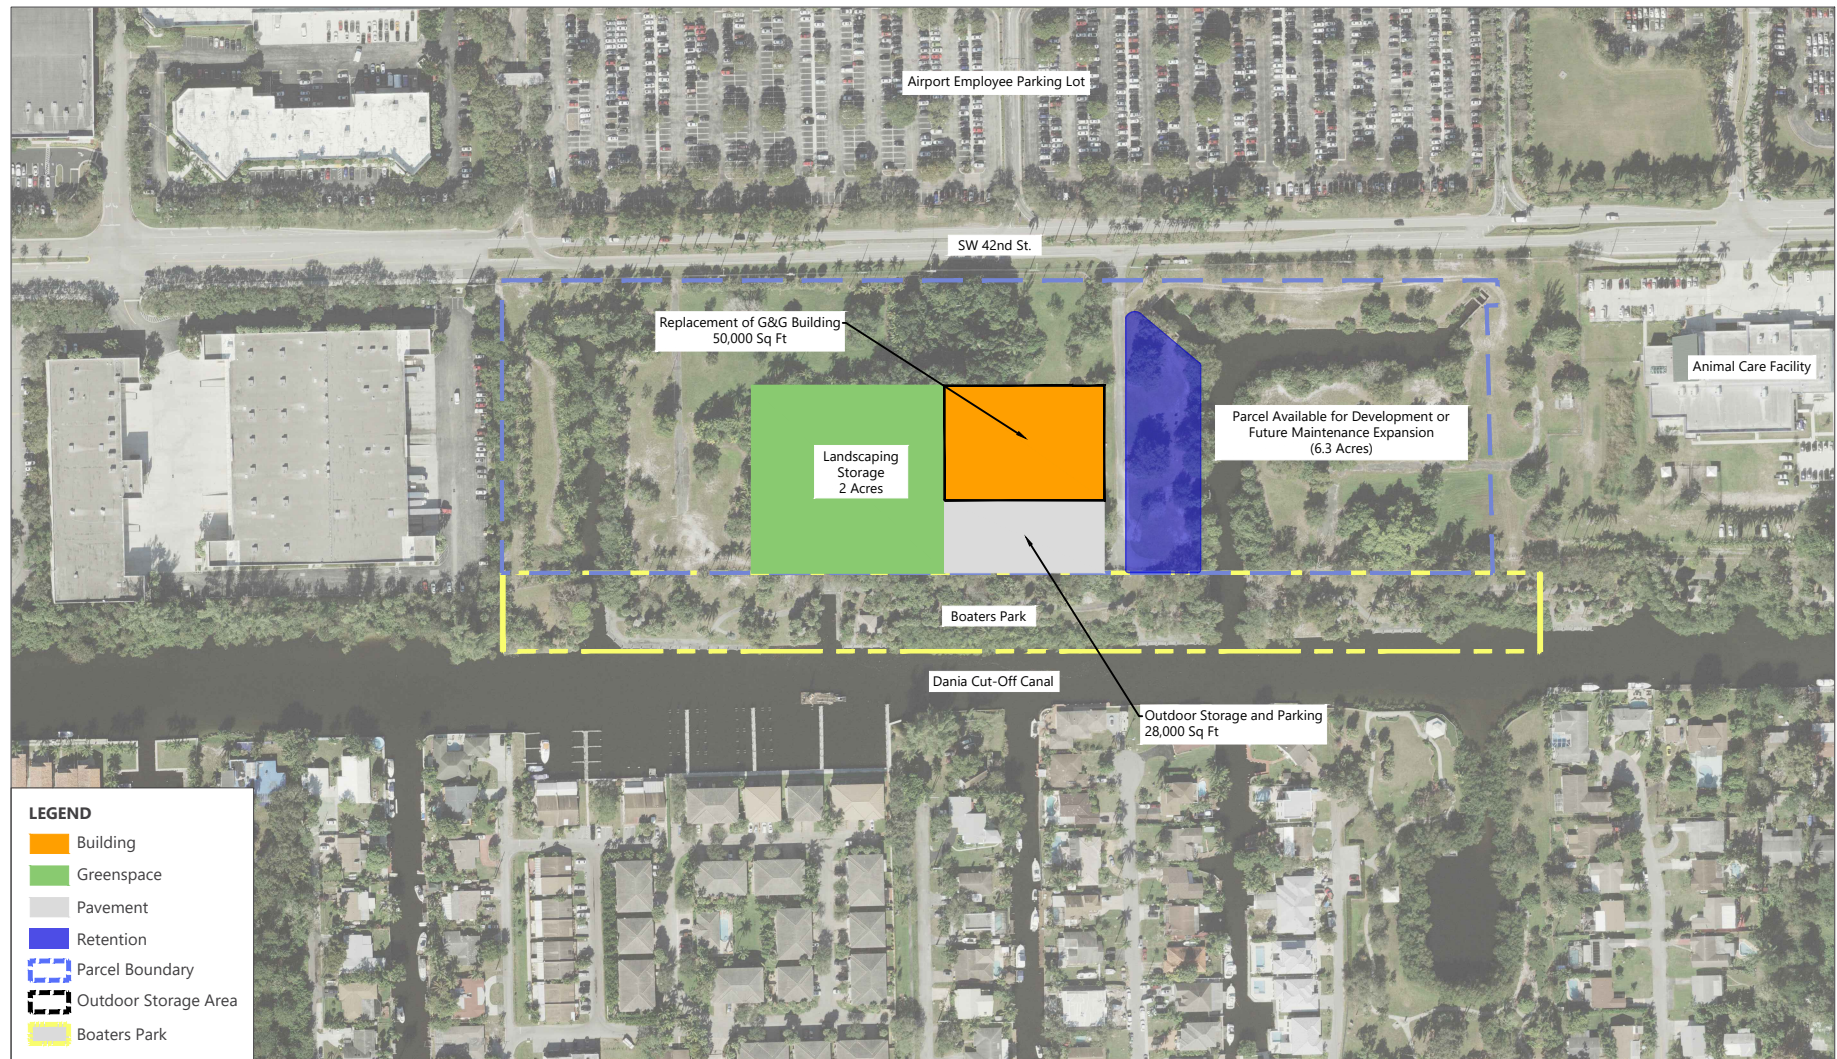 Airport Employee Parking Lot
SW 42nd St.
Replacement of G&G Building
50,000 Sq Ft
Animal Care Facility
Parcel Available for Development or
Future Maintenance Expansion
(6.3 Acres)
Landscaping
Storage
2 Acres
Boaters Park
Dania Cut-Off Canal
Outdoor Storage and Parking
28,000 Sq Ft
LEGEND
Building
Greenspace
Pavement
Retention
Parcel Boundary
Outdoor Storage Area
Boaters Park